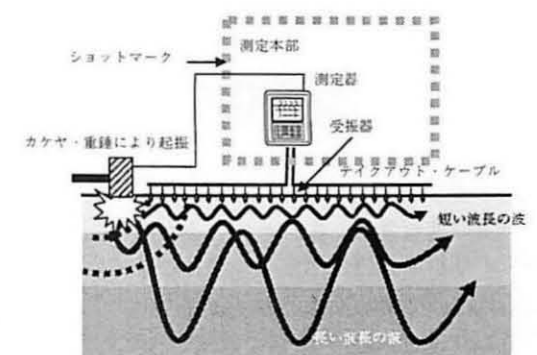 測定本部
ショットマーク
測定器
受振器
カケヤ・重錘により起振
テイクアウト・ケーブル
短い波長の波
長い波長の波